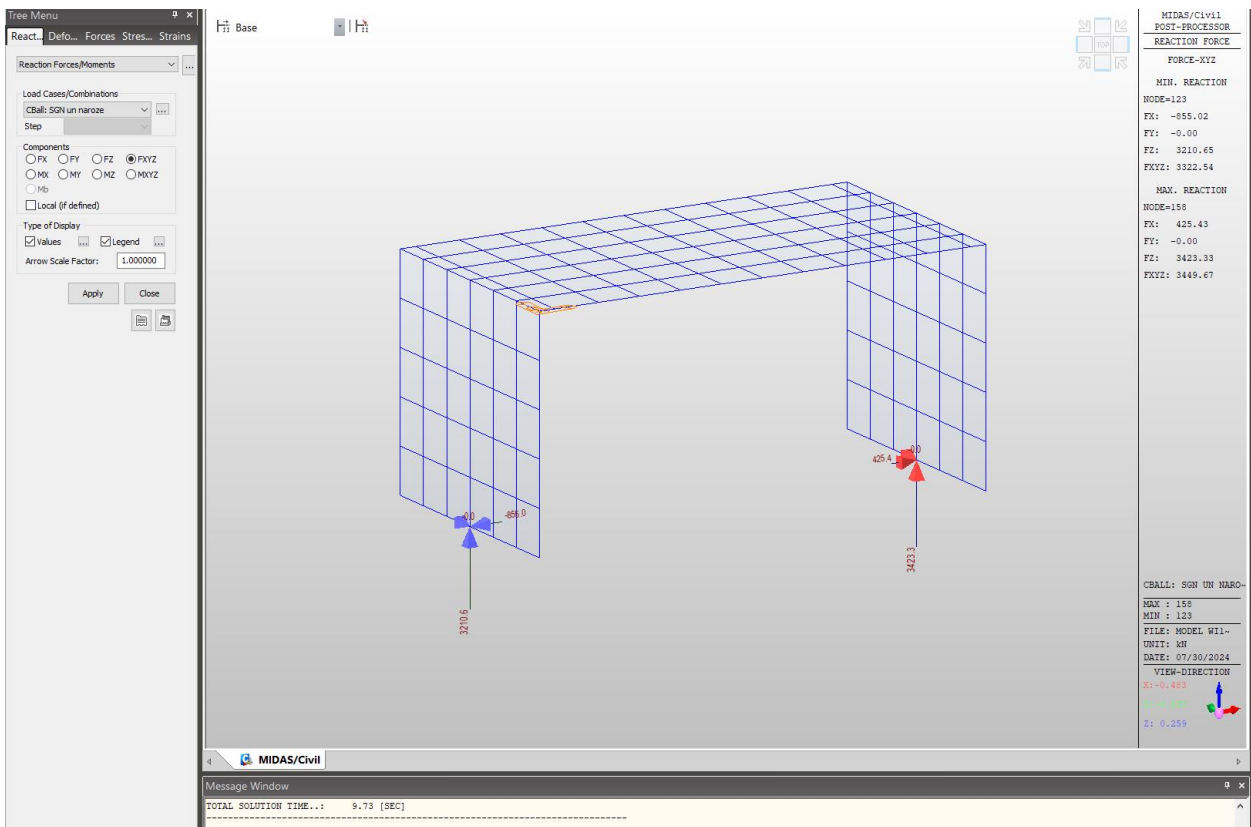 Tree Menu
React... Defo... Forces Stres... Strains
Reaction Forces/Moments
...
Load Cases/Combinations
CBall: SGN un naroze
...
Step
Components
FX FY FZ FXYZ
MX MY MZ MXYZ
Mb
Local (if defined)
Type of Display
Values ... Legend ...
Arrow Scale Factor: 1.000000
Apply Close
Base
TOP
425.4
-0.0
-0.0
-855.0
3423.3
3210.6
MIDAS/Civil
POST-PROCESSOR
REACTION FORCE
FORCE-XYZ
MIN. REACTION
NODE=123
FX: -855.02
FY: -0.00
FZ: 3210.65
FXYZ: 3322.54
MAX. REACTION
NODE=158
FX: 425.43
FY: -0.00
FZ: 3423.33
FXYZ: 3449.67
CBALL: SGN UN NARO~
MAX : 158
MIN : 123
FILE: MODEL WI1~
UNIT: kN
DATE: 07/30/2024
VIEW-DIRECTION
X:-0.483
Z: 0.259
MIDAS/Civil
Message Window
TOTAL SOLUTION TIME..: 9.73 [SEC]